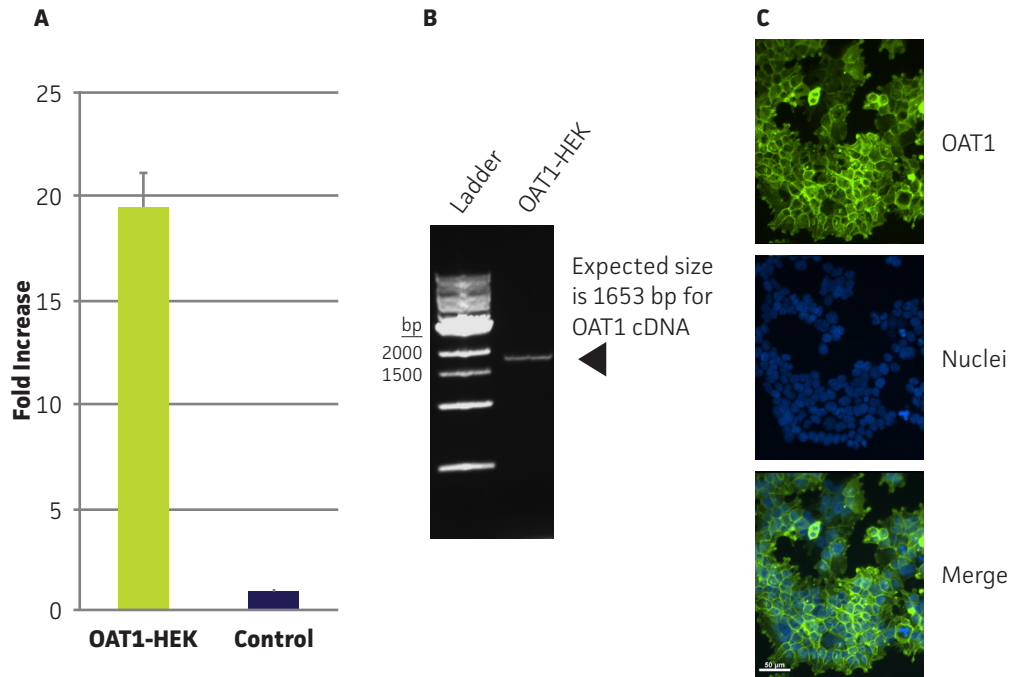 A
Fold Increase
25
20
15
10
5
0
OAT1-HEK
Control
B
Ladder
OAT1-HEK
bp
2000
1500
Expected size
is 1653 bp for
OAT1 cDNA
C
OAT1
Nuclei
Merge
50 µm